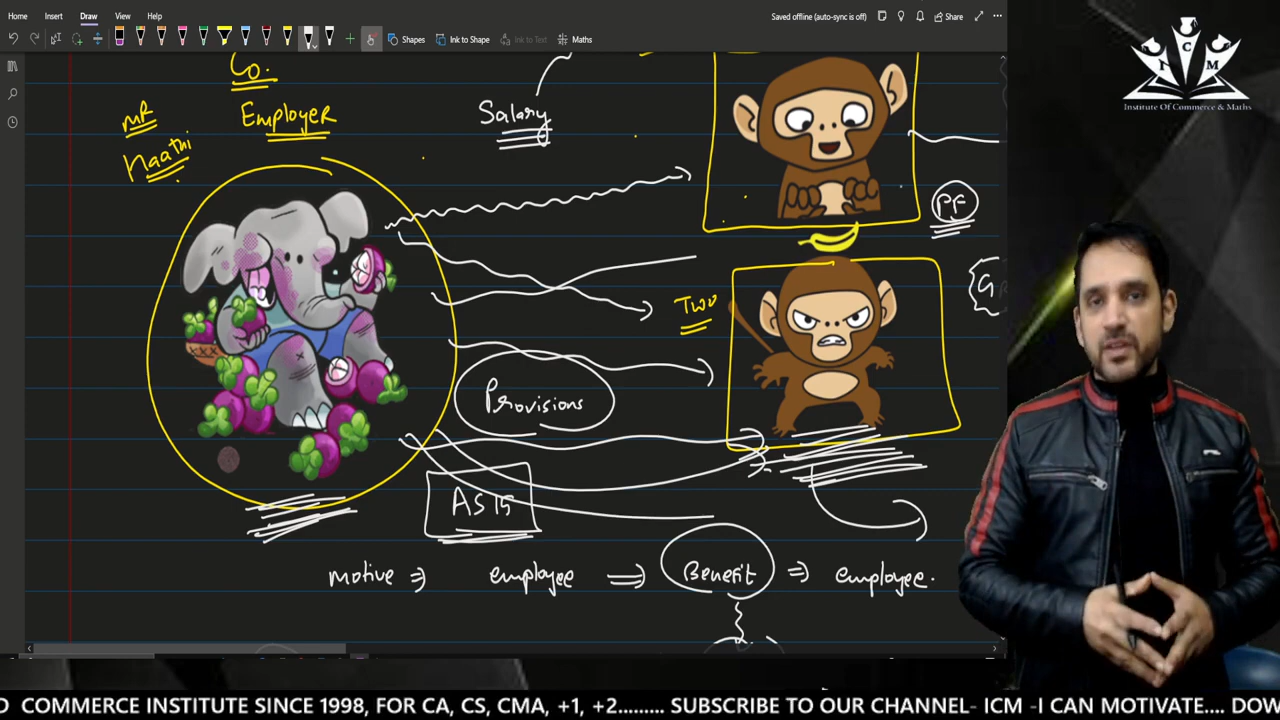 Home Insert Draw View Help
Saved offline (auto-sync is off)
Share
Shapes Ink to Shape Ink to Text Maths
I C M
Institute Of Commerce & Maths
Co.
Mr
Haathi
Employer
Salary
PF
Two
Provisions
AS 15
motive ⇒ employee ⇒ Benefit ⇒ employee.
D COMMERCE INSTITUTE SINCE 1998, FOR CA, CS, CMA, +1, +2......... SUBSCRIBE TO OUR CHANNEL- ICM -I CAN MOTIVATE.... DOW